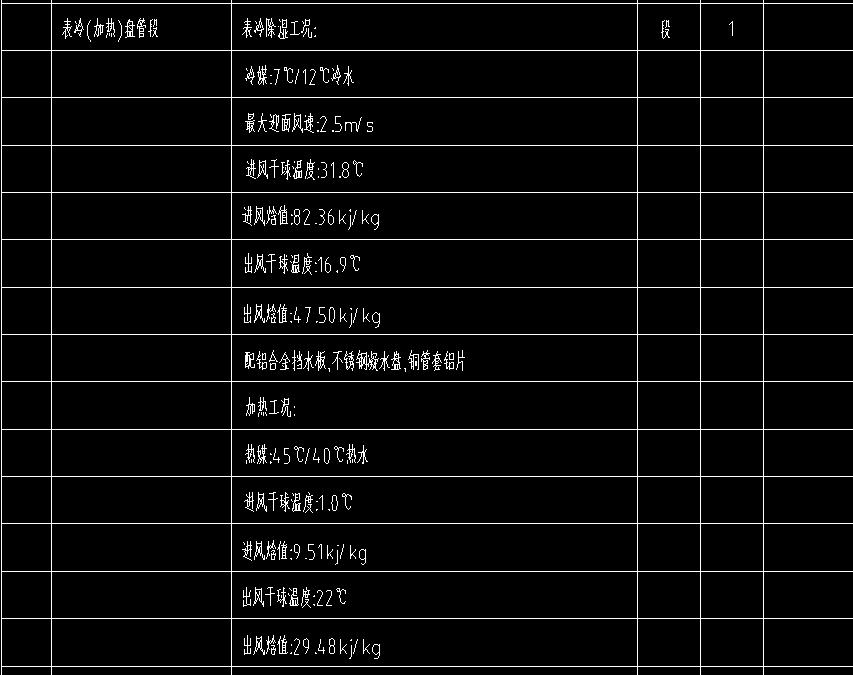 表冷(加热)盘管段 表冷除湿工况: 段 1
冷媒:7℃/12℃冷水
最大迎面风速:2.5m/s
进风干球温度:31.8℃
进风焓值:82.36kj/kg
出风干球温度:16.9℃
出风焓值:47.50kj/kg
配铝合金挡水板,不锈钢凝水盘,铜管套铝片
加热工况:
热媒:45℃/40℃热水
进风干球温度:1.0℃
进风焓值:9.51kj/kg
出风干球温度:22℃
出风焓值:29.48kj/kg